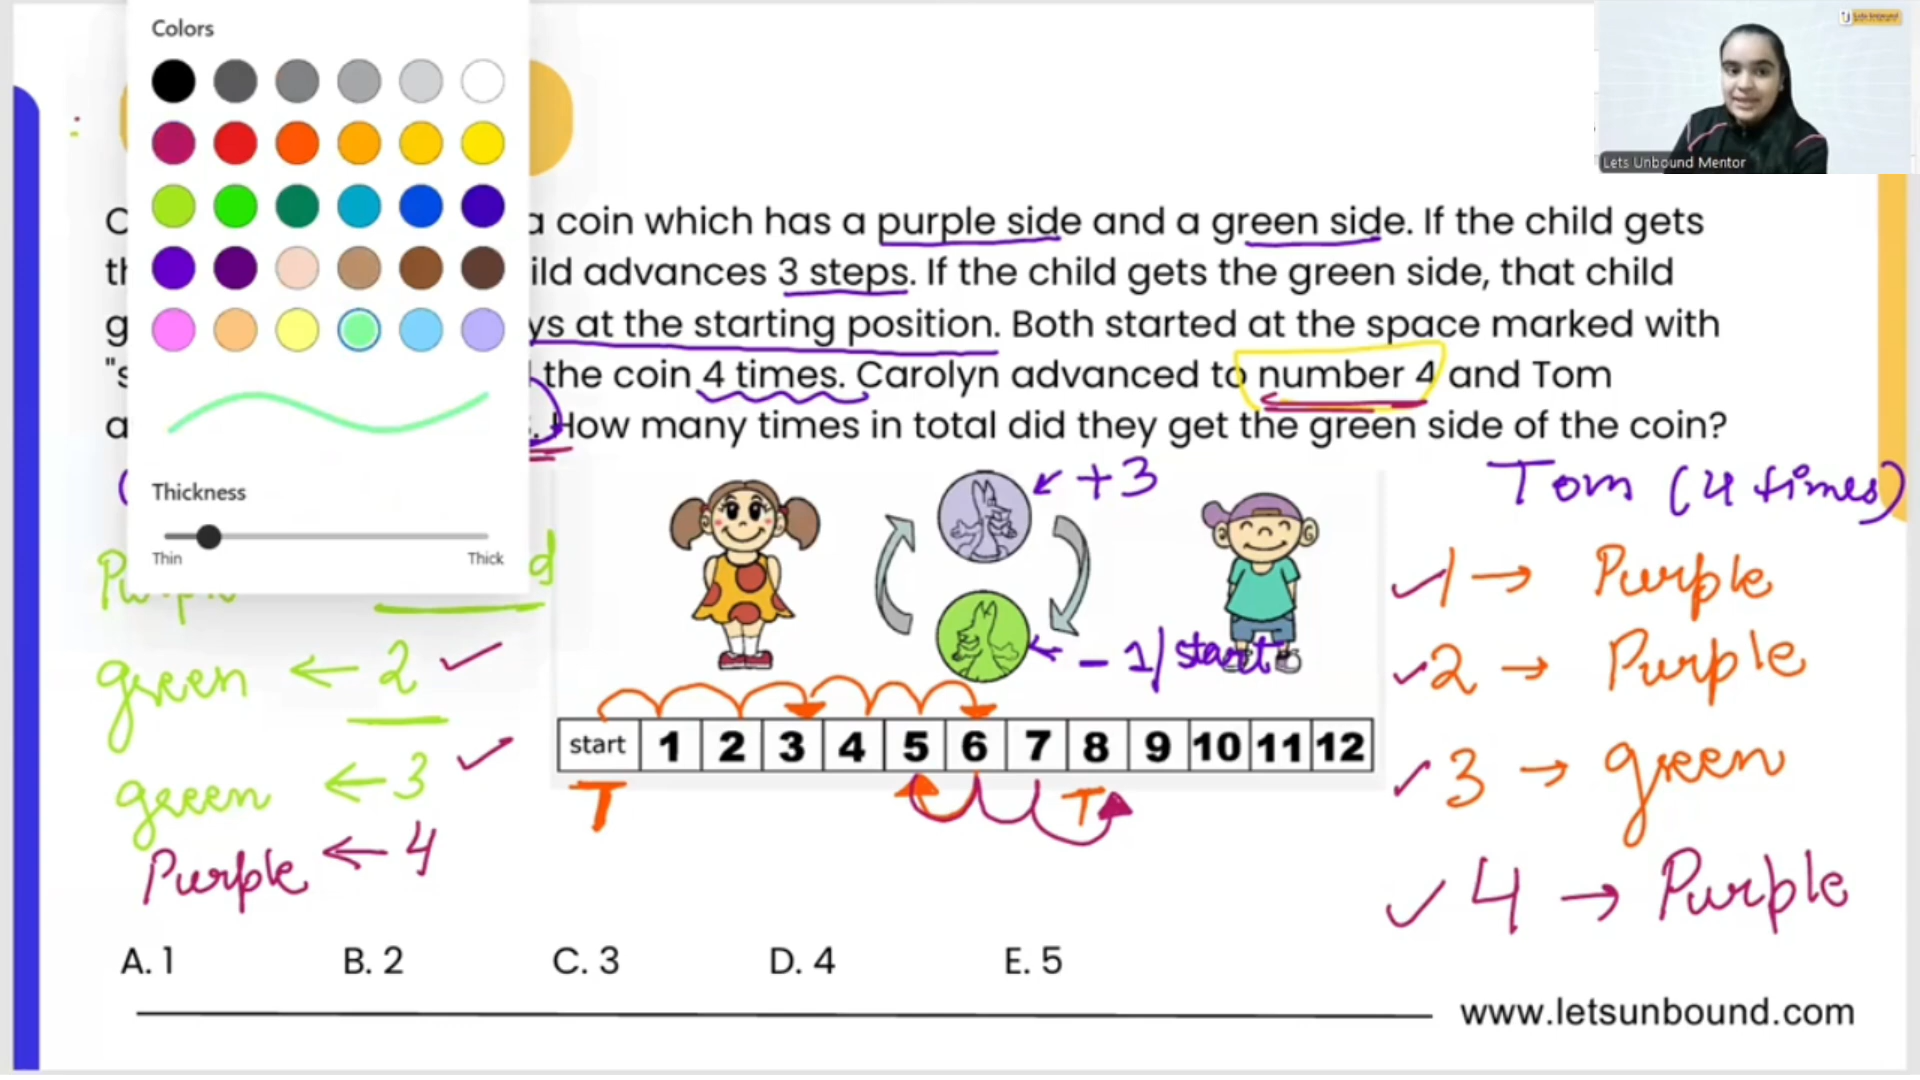 Colors
Lets Unbound Mentor
a coin which has a purple side and a green side. If the child gets
ild advances 3 steps. If the child gets the green side, that child
ys at the starting position. Both started at the space marked with
the coin 4 times. Carolyn advanced to number 4 and Tom
How many times in total did they get the green side of the coin?
Thickness
Thin Thick
+3
Tom (4 times)
1 → Purple
green ← 2
- 1/start
2 → Purple
start 1 2 3 4 5 6 7 8 9 10 11 12
green ← 3
T
T
3 → green
Purple ← 4
4 → Purple
A. 1 B. 2 C. 3 D. 4 E. 5
www.letsunbound.com